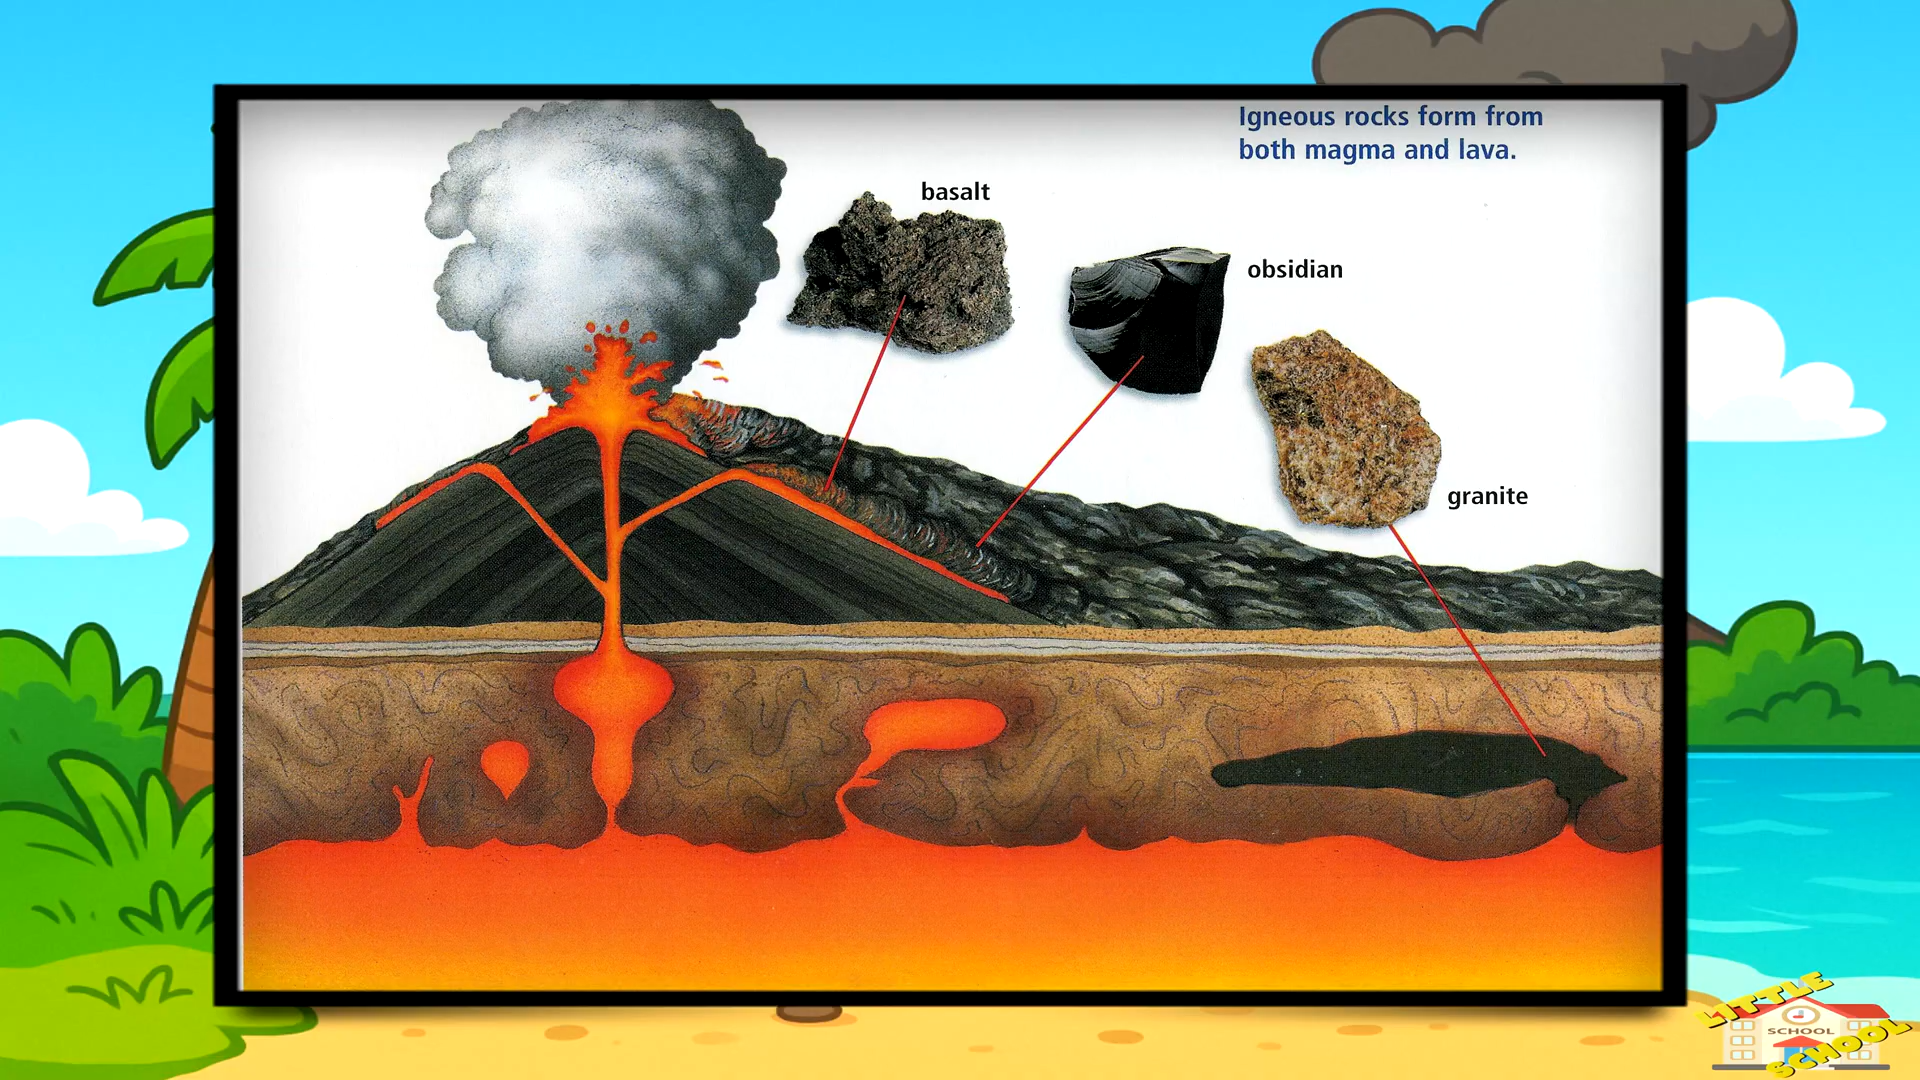 Igneous rocks form from
both magma and lava.
basalt
obsidian
granite
LITTLE
SCHOOL
SCHOOL